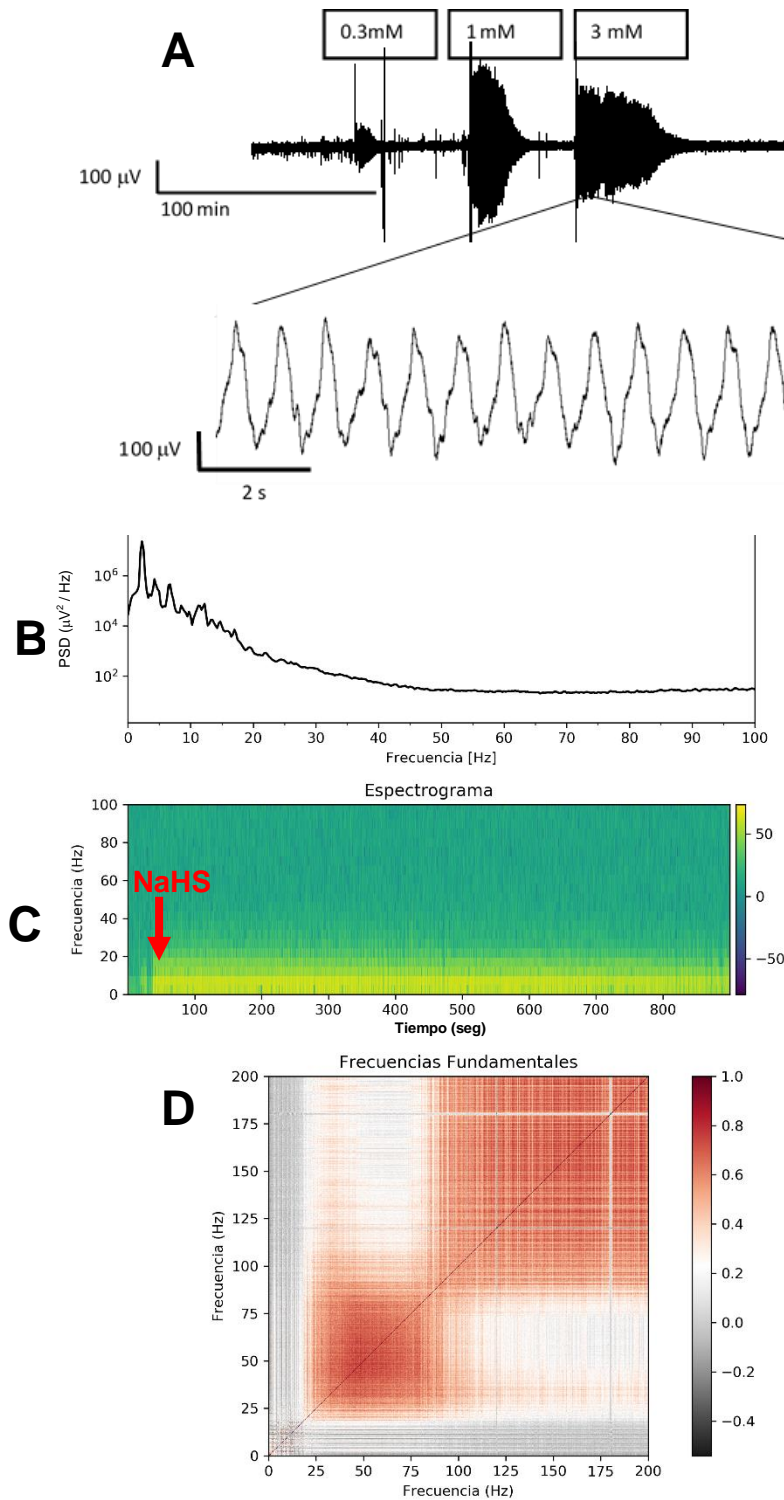 A
0.3mM 1 mM 3 mM
100 µV
100 min
100 µV
2 s
B
PSD (µV² / Hz)
10⁶
10⁴
10²
0 10 20 30 40 50 60 70 80 90 100
Frecuencia [Hz]
C
Espectrograma
Frecuencia (Hz)
100
80
60
40
20
0
NaHS
50
0
−50
100 200 300 400 500 600 700 800
Tiempo (seg)
D
Frecuencias Fundamentales
Frecuencia (Hz)
200
175
150
125
100
75
50
25
0
0 25 50 75 100 125 150 175 200
Frecuencia (Hz)
1.0
0.8
0.6
0.4
0.2
0.0
−0.2
−0.4